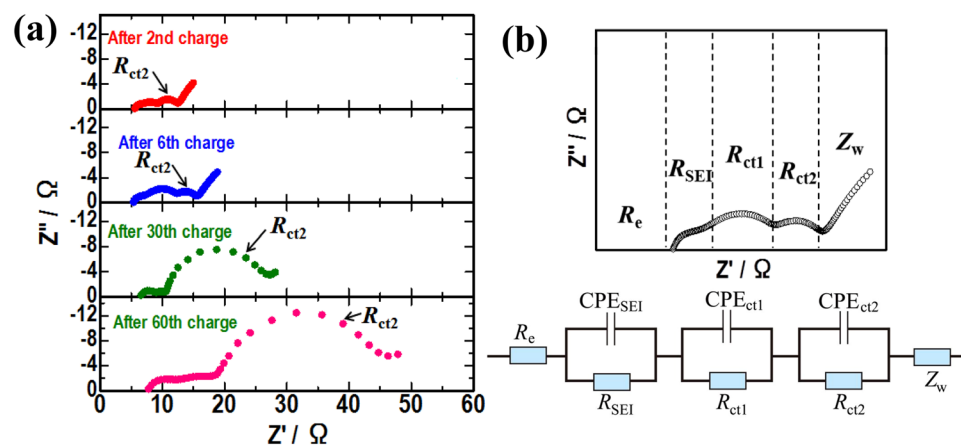 (a)
Z'' / Ω
-12
-8
-4
0
After 2nd charge
Rct2
-12
-8
-4
0
After 6th charge
Rct2
-12
-8
-4
0
After 30th charge
Rct2
-12
-8
-4
0
After 60th charge
Rct2
0 10 20 30 40 50 60
Z' / Ω
(b)
Z'' / Ω
Re RSEI Rct1 Rct2 Zw
Z' / Ω
CPESEI CPEct1 CPEct2
Re
RSEI Rct1 Rct2 Zw